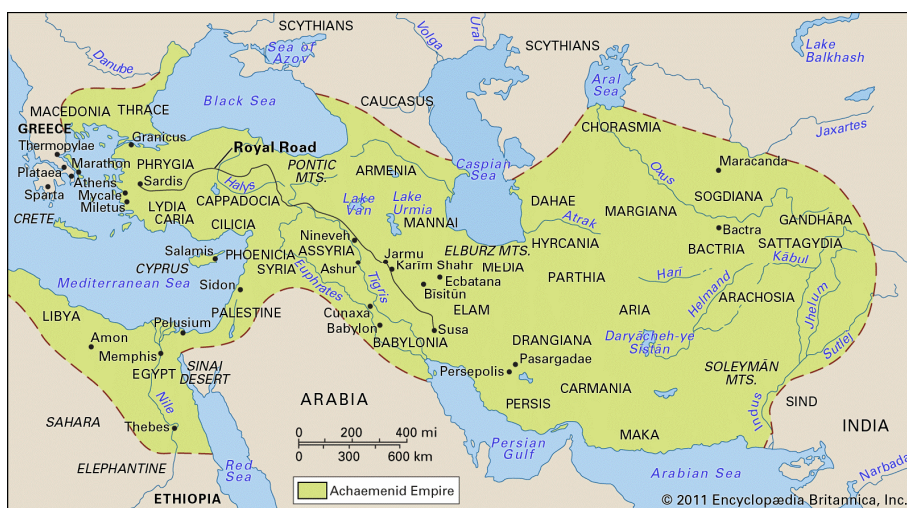 SCYTHIANS
Volga
Ural
SCYTHIANS
Lake
Balkhash
Danube
Sea of
Azov
Aral
Sea
MACEDONIA
THRACE
Black Sea
CAUCASUS
CHORASMIA
Jaxartes
GREECE
Granicus
Thermopylae
Royal Road
PONTIC
MTS.
ARMENIA
Caspian
Sea
Oxus
Maracanda
Marathon
PHRYGIA
Plataea
Athens
Sardis
Halys
Sparta
Mycale
Miletus
LYDIA
CARIA
CAPPADOCIA
Lake
Van
Lake
Urmia
MANNAI
DAHAE
MARGIANA
SOGDIANA
GANDHĀRA
CRETE
CILICIA
Atrak
Bactra
Nineveh
ASSYRIA
ELBURZ MTS.
HYRCANIA
BACTRIA
SATTAGYDIA
Salamis
PHOENICIA
SYRIA
Jarmu
Karīm Shahr
MEDIA
PARTHIA
Harī
Kābul
CYPRUS
Ashur
Ecbatana
Mediterranean Sea
Sidon
Euphrates
Tigris
Bīsitūn
Helmand
ARACHOSIA
Jhelum
LIBYA
PALESTINE
Cunaxa
ELAM
ARIA
Pelusium
Babylon
Susa
Amon
BABYLONIA
DRANGIANA
Daryācheh-ye
Sīstān
Sutlej
Memphis
SINAI
DESERT
Pasargadae
SOLEYMĀN
MTS.
EGYPT
Persepolis
CARMANIA
Nile
ARABIA
PERSIS
Indus
SIND
SAHARA
INDIA
Thebes
0 200 400 mi
0 300 600 km
MAKA
Persian
Gulf
ELEPHANTINE
Red
Sea
Arabian Sea
Narbada
ETHIOPIA
Achaemenid Empire
© 2011 Encyclopædia Britannica, Inc.